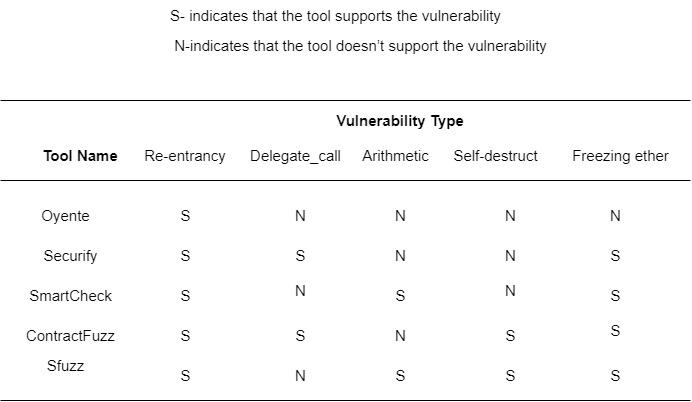 S- indicates that the tool supports the vulnerability
N-indicates that the tool doesn't support the vulnerability
Vulnerability Type
Tool Name Re-entrancy Delegate_call Arithmetic Self-destruct Freezing ether
Oyente S N N N N
Securify S S N N S
SmartCheck S N S N S
ContractFuzz S S N S S
Sfuzz S N S S S